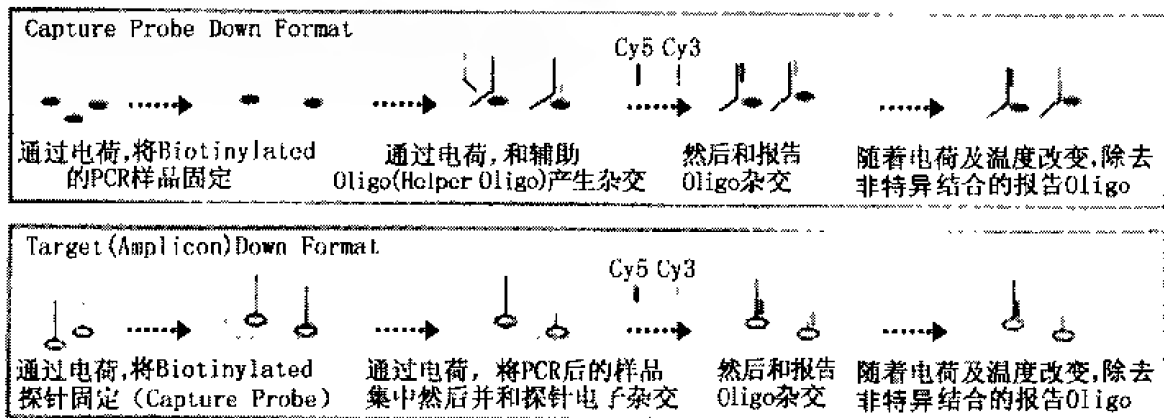 Capture Probe Down Format
Cy5 Cy3
通过电荷,将Biotinylated
的PCR样品固定
通过电荷,和辅助
Oligo(Helper Oligo)产生杂交
然后和报告
Oligo杂交
随着电荷及温度改变,除去
非特异结合的报告Oligo
Target(Amplicon)Down Format
Cy5 Cy3
通过电荷,将Biotinylated
探针固定(Capture Probe)
通过电荷,将PCR后的样品
集中然后并和探针电子杂交
然后和报告
Oligo杂交
随着电荷及温度改变,除去
非特异结合的报告Oligo